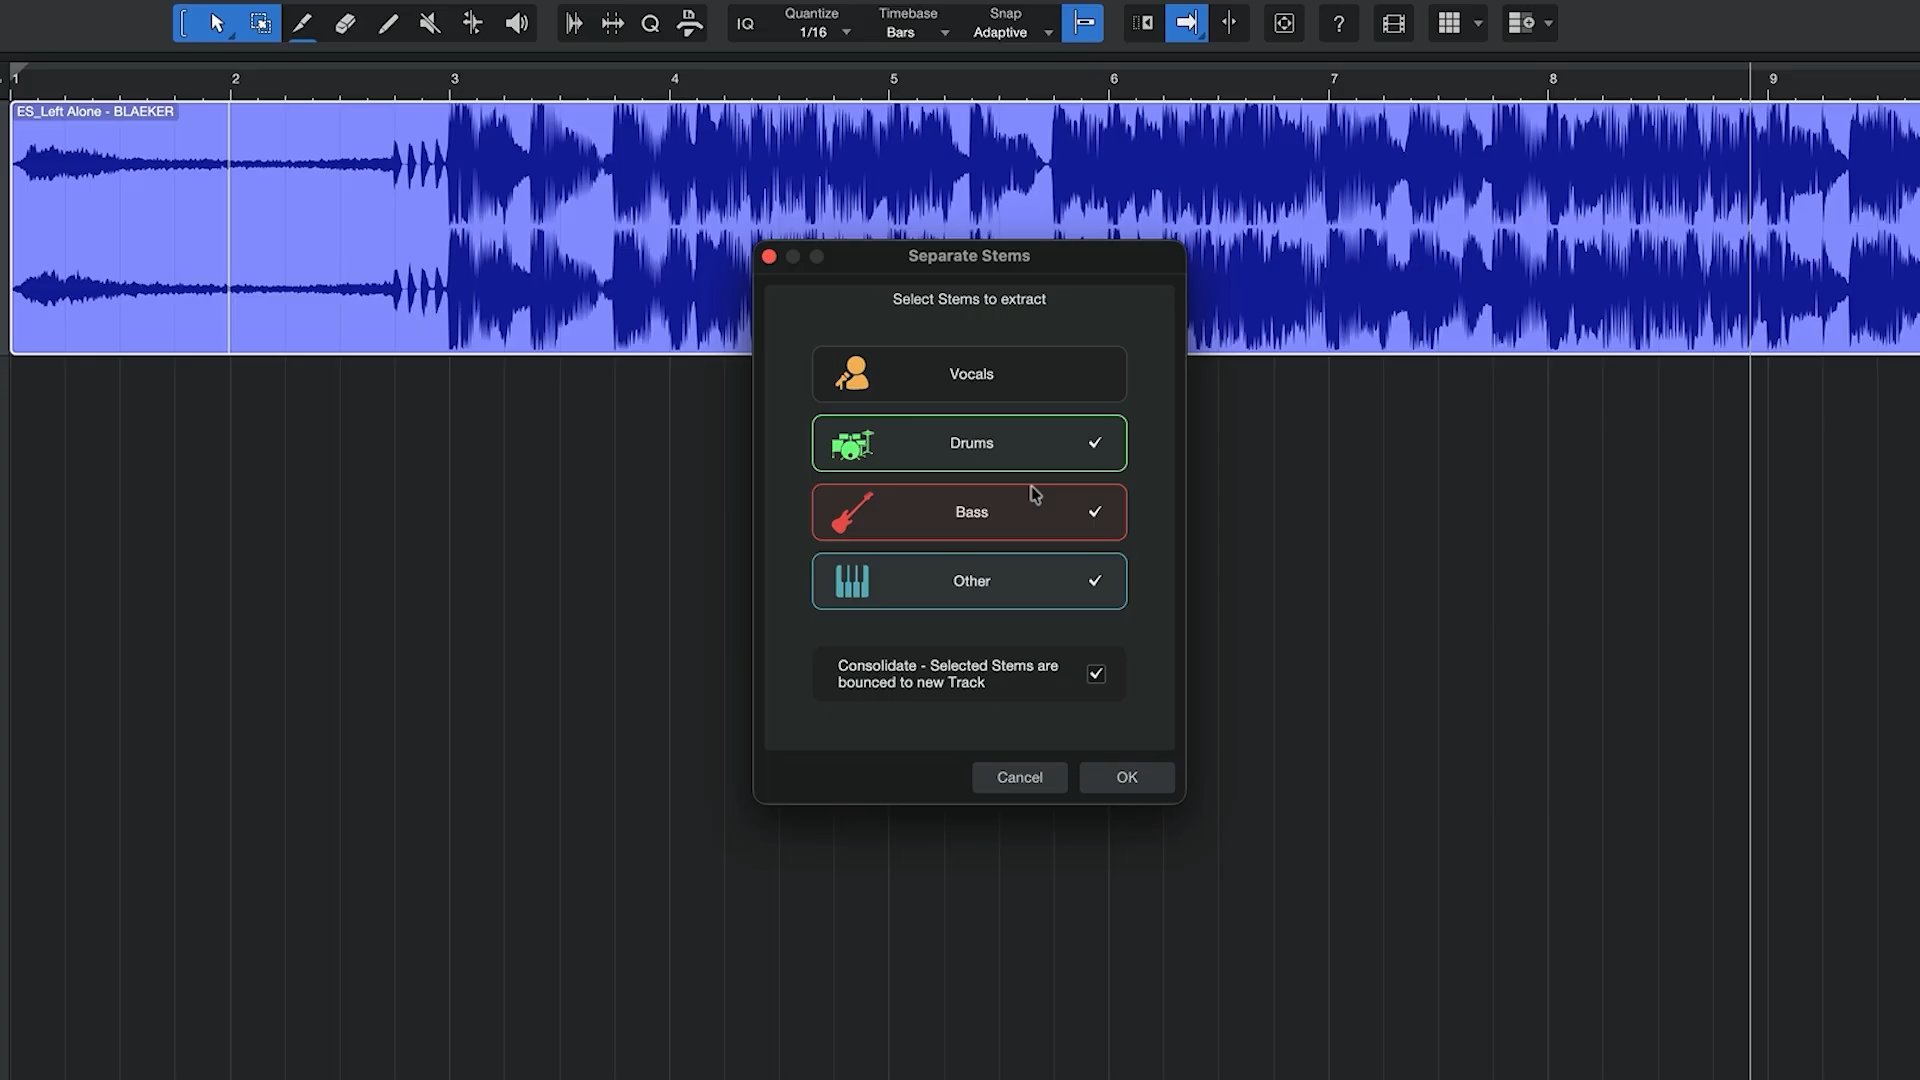 Quantize
1/16
Timebase
Bars
Snap
Adaptive
IQ
Q
?
1 2 3 4 5 6 7 8 9
ES_Left Alone - BLAEKER
Separate Stems
Select Stems to extract
Vocals
Drums
Bass
Other
Consolidate - Selected Stems are
bounced to new Track
Cancel
OK